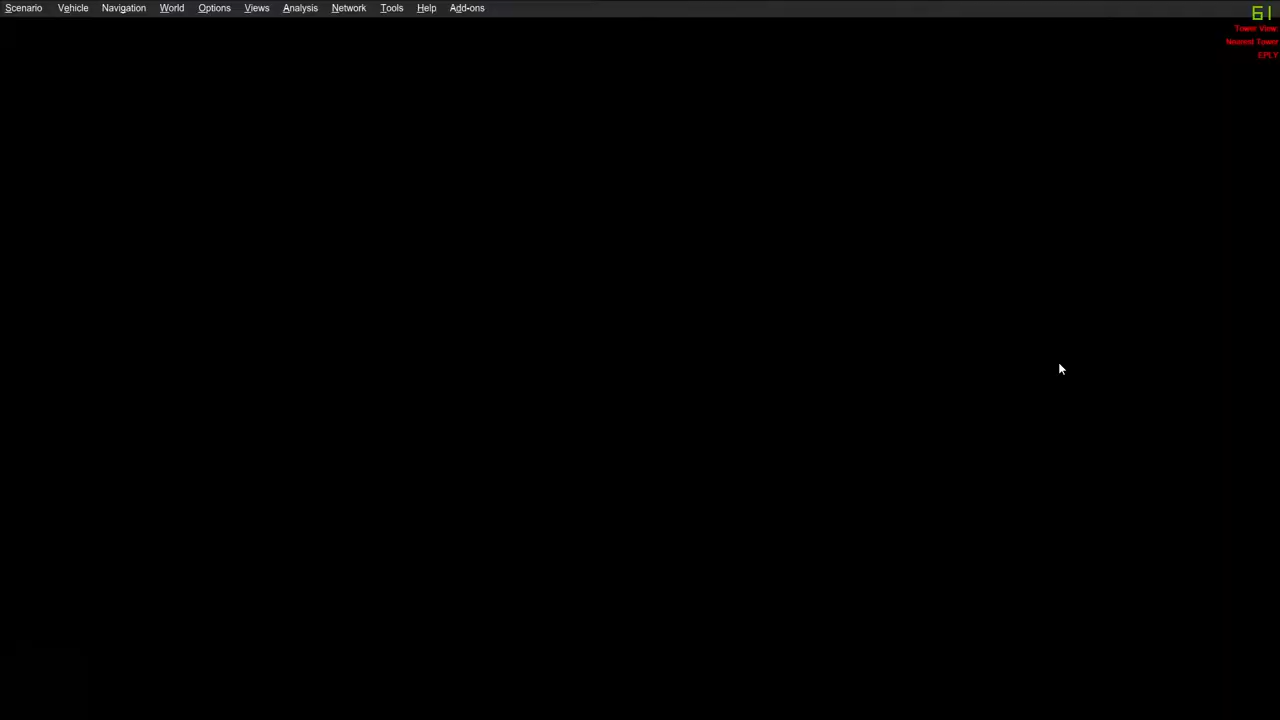 Scenario Vehicle Navigation World Options Views Analysis Network Tools Help Add-ons
61
Tower View
Nearest Tower